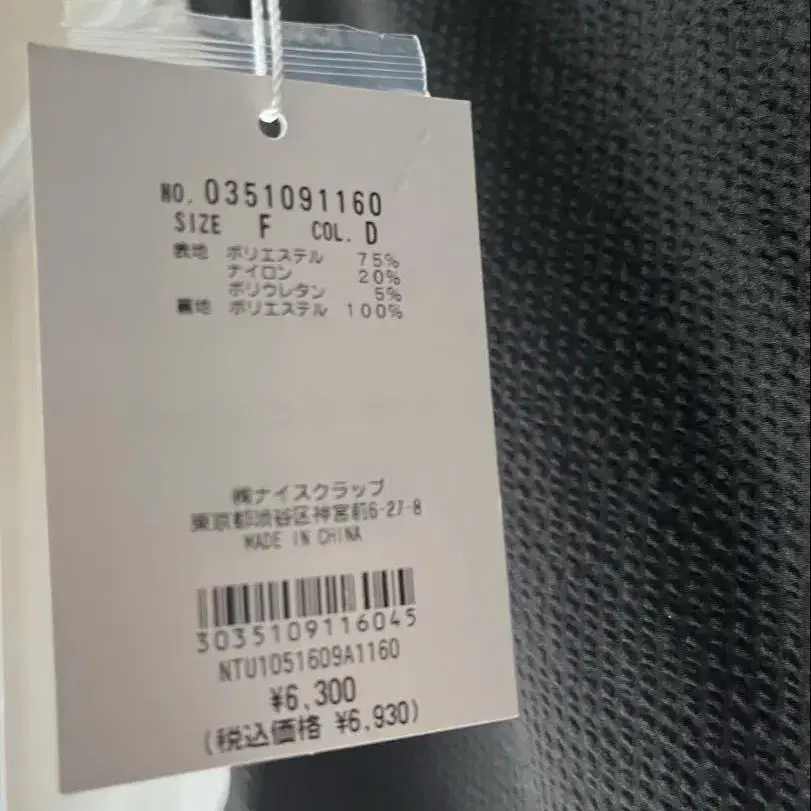 NO. 0351091160
SIZE F COL. D
表地 ポリエステル 75%
ナイロン 20%
ポリウレタン 5%
裏地 ポリエステル 100%
㈱ナイスクラップ
東京都渋谷区神宮前6-27-8
MADE IN CHINA
3035109116045
NTU1051609A1160
¥6,300
(税込価格 ¥6,930)